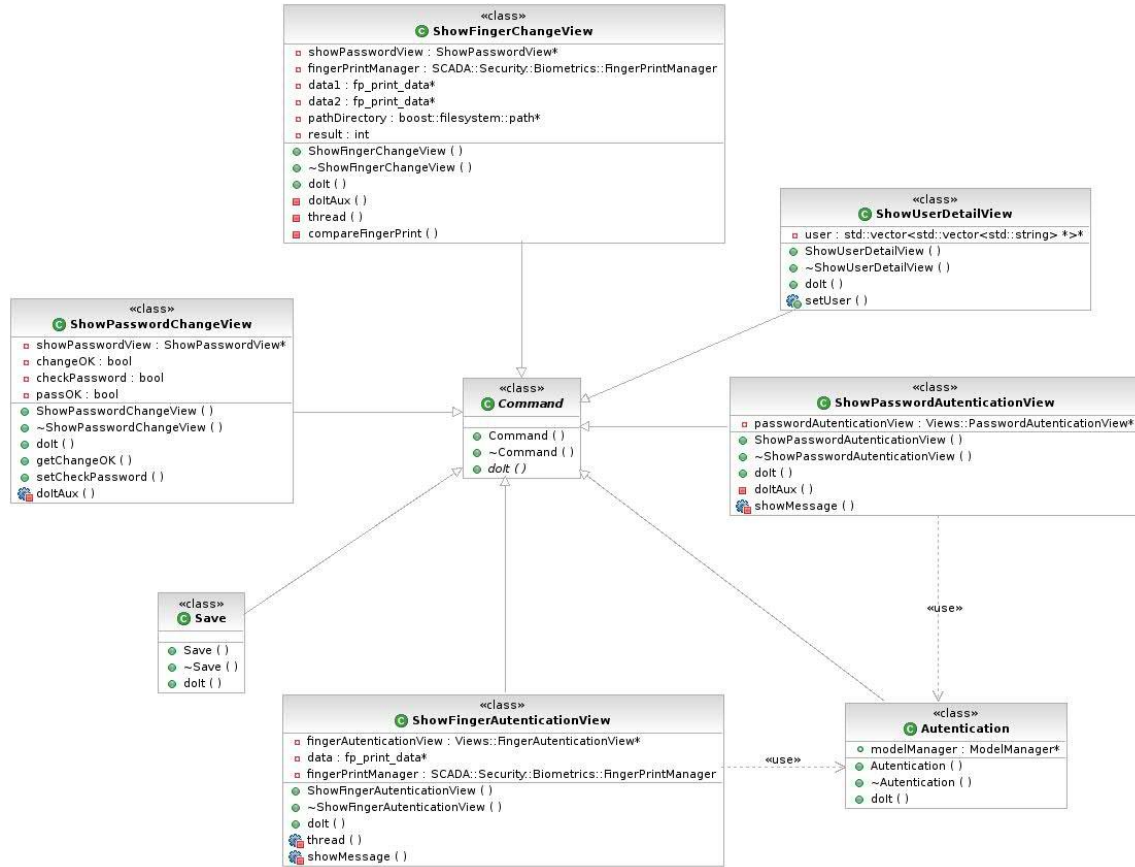 «class»
C ShowFingerChangeView
showPasswordView : ShowPasswordView*
fingerPrintManager : SCADA::Security::Biometrics::FingerPrintManager
data1 : fp_print_data*
data2 : fp_print_data*
pathDirectory : boost::filesystem::path*
result : int
ShowFingerChangeView ( )
~ShowFingerChangeView ( )
doIt ( )
doItAux ( )
thread ( )
compareFingerPrint ( )
«class»
C ShowUserDetailView
user : std::vector<std::vector<std::string> *>*
ShowUserDetailView ( )
~ShowUserDetailView ( )
doIt ( )
setUser ( )
«class»
C ShowPasswordChangeView
showPasswordView : ShowPasswordView*
changeOK : bool
checkPassword : bool
passOK : bool
ShowPasswordChangeView ( )
~ShowPasswordChangeView ( )
doIt ( )
getChangeOK ( )
setCheckPassword ( )
doItAux ( )
«class»
C Command
Command ( )
~Command ( )
doIt ( )
«class»
C ShowPasswordAutenticationView
passwordAutenticationView : Views::PasswordAutenticationView*
ShowPasswordAutenticationView ( )
~ShowPasswordAutenticationView ( )
doIt ( )
doItAux ( )
showMessage ( )
«use»
«class»
C Save
Save ( )
~Save ( )
doIt ( )
«class»
C ShowFingerAutenticationView
fingerAutenticationView : Views::FingerAutenticationView*
data : fp_print_data*
fingerPrintManager : SCADA::Security::Biometrics::FingerPrintManager
ShowFingerAutenticationView ( )
~ShowFingerAutenticationView ( )
doIt ( )
thread ( )
showMessage ( )
«use»
«class»
C Autenticacion
modelManager : ModelManager*
Autenticacion ( )
~Autenticacion ( )
doIt ( )